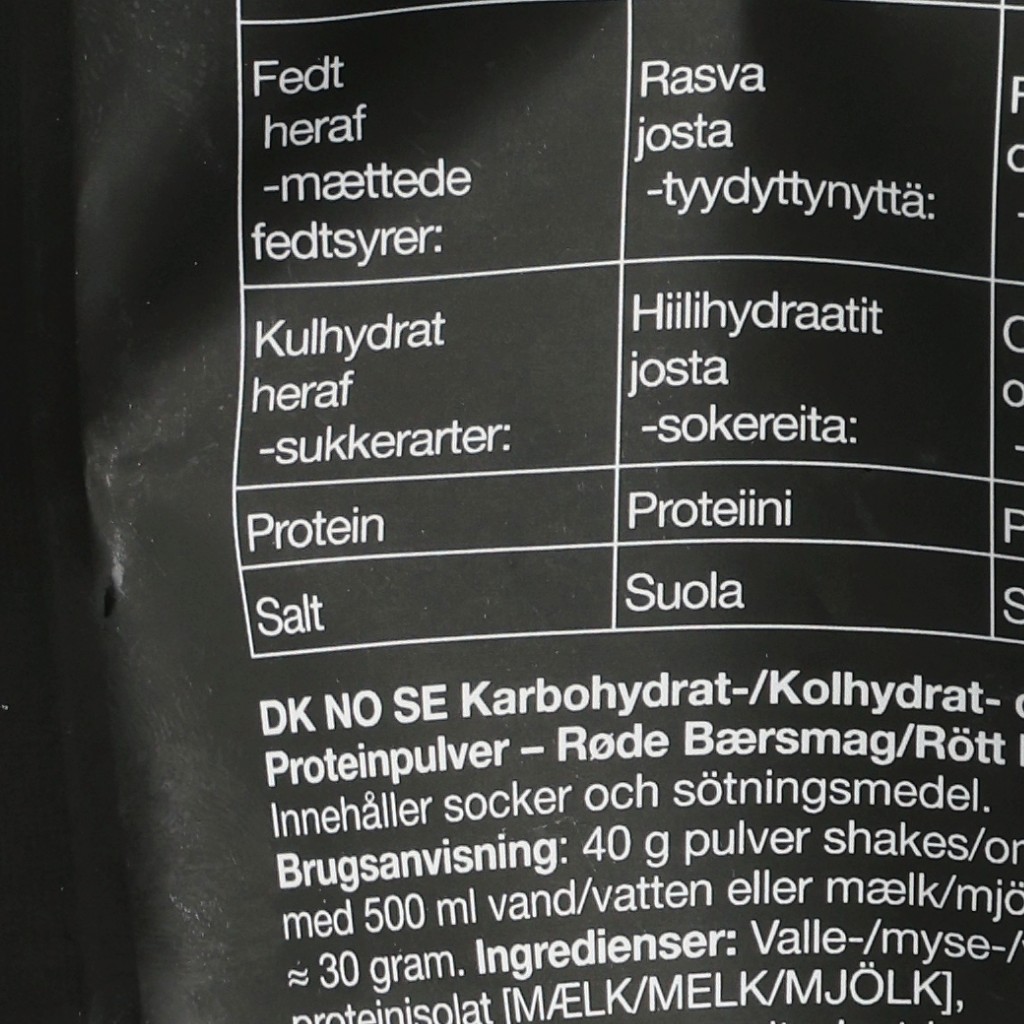 Fedt
heraf
-mættede
fedtsyrer:
Rasva
josta
-tyydyttynyttä:
Kulhydrat
heraf
-sukkerarter:
Hiilihydraatit
josta
-sokereita:
Protein
Proteiini
Salt
Suola
DK NO SE Karbohydrat-/Kolhydrat-
Proteinpulver – Røde Bærsmag/Rött
Innehåller socker och sötningsmedel.
Brugsanvisning: 40 g pulver shakes/
med 500 ml vand/vatten eller mælk/
≈ 30 gram. Ingredienser: Valle-/myse-/
proteinisolat [MÆLK/MELK/MJÖLK],